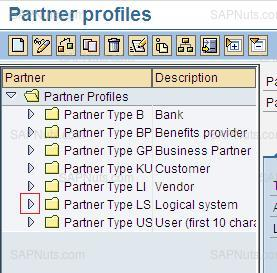 Partner profiles
Partner Description
Partner Profiles
Partner Type B Bank
Partner Type BP Benefits provider
Partner Type GP Business Partner
Partner Type KU Customer
Partner Type LI Vendor
Partner Type LS Logical system
Partner Type US User (first 10 chara
SAPNuts.com